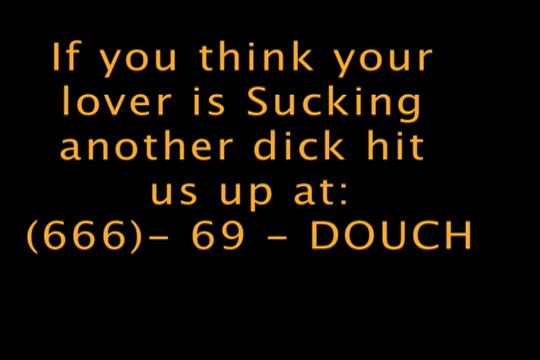 If you think your
lover is Sucking
another dick hit
us up at:
(666)– 69 – DOUCH